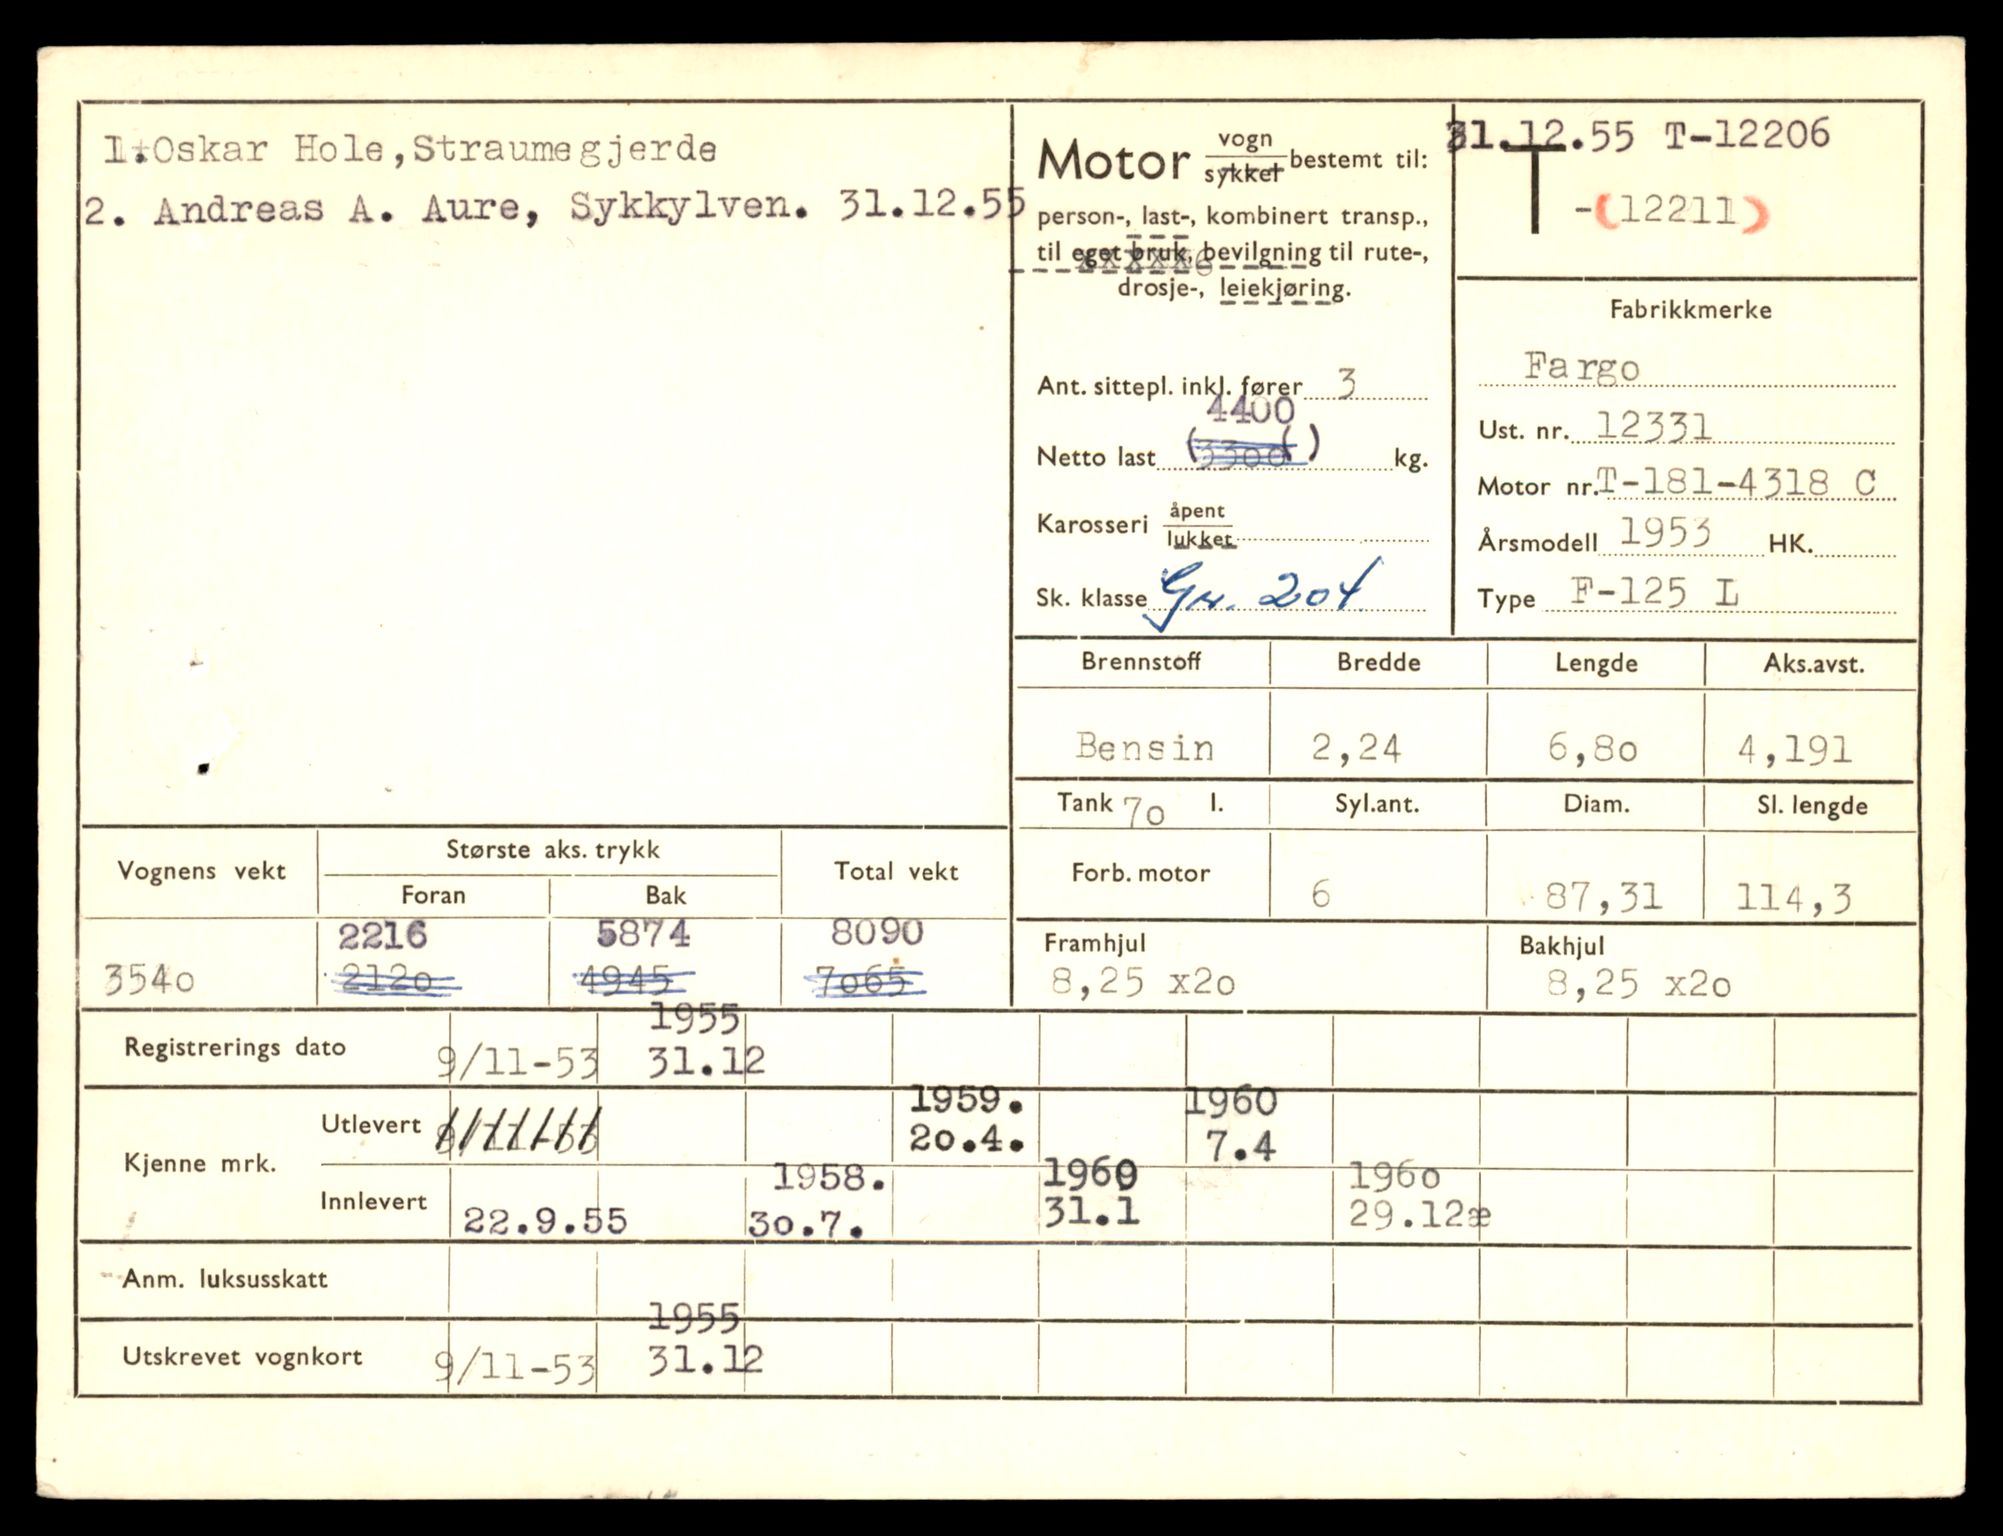 1. Oskar Hole,Straumegjerde
2. Andreas A. Aure, Sykkylven. 31.12.55
Motor vogn/sykkel bestemt til:
person-, last-, kombinert transp.,
til eget bruk, bevilgning til rute-,
drosje-, leiekjøring.
Ant. sittepl. inkl. fører 3
4400
Netto last (3300) kg.
Karosseri åpent/lukket
Sk. klasse Gr. 204
31.12.55 T-12206
T -(12211)
Fabrikkmerke
Fargo
Ust. nr. 12331
Motor nr. T-181-4318 C
Årsmodell 1953 HK.
Type F-125 L
Brennstoff Bredde Lengde Aks.avst.
Bensin 2,24 6,80 4,191
Tank 70 l. Syl.ant. Diam. Sl. lengde
Forb. motor 6 87,31 114,3
Framhjul Bakhjul
8,25 x20 8,25 x20
Vognens vekt Største aks. trykk Total vekt
Foran Bak
2216 5874 8090
3540 2120 4945 7065
1955
Registrerings dato 9/11-53 31.12
1959. 1960
Kjenne mrk. Utlevert 9/11-53 20.4. 7.4
1958. 1960 1960
Innlevert 22.9.55 30.7. 31.1 29.12
Anm. luksusskatt
1955
Utskrevet vognkort 9/11-53 31.12